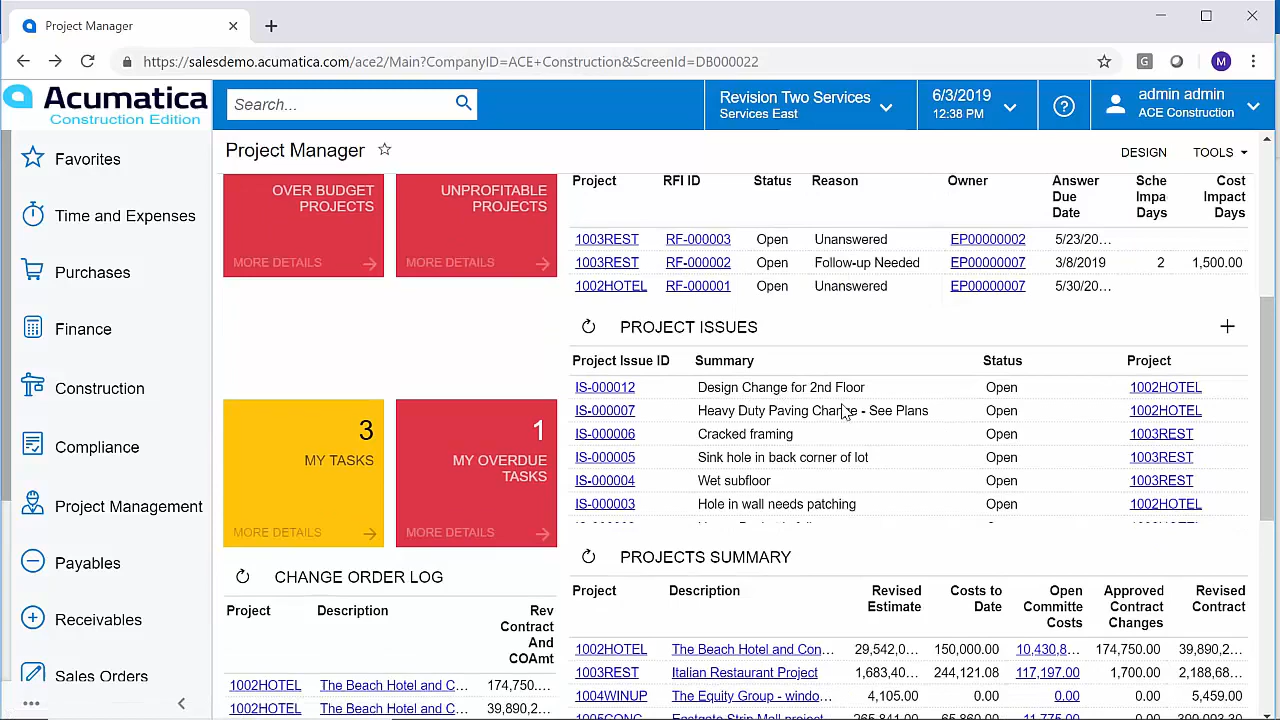 Project Manager
https://salesdemo.acumatica.com/ace2/Main?CompanyID=ACE+Construction&ScreenId=DB000022
G
M
Acumatica
Construction Edition
Search...
Revision Two Services
Services East
6/3/2019
12:38 PM
admin admin
ACE Construction
Favorites
Time and Expenses
Purchases
Finance
Construction
Compliance
Project Management
Payables
Receivables
Sales Orders
Project Manager
DESIGN TOOLS
OVER BUDGET
PROJECTS
MORE DETAILS
UNPROFITABLE
PROJECTS
MORE DETAILS
3
MY TASKS
MORE DETAILS
1
MY OVERDUE
TASKS
MORE DETAILS
CHANGE ORDER LOG
Project Description Rev
Contract
And
COAmt
1002HOTEL The Beach Hotel and C... 174,750....
1002HOTEL The Beach Hotel and C... 39,890,2...
Project RFI ID Status Reason Owner Answer Sche Cost
Due Impa Impact
Date Days Days
1003REST RF-000003 Open Unanswered EP00000002 5/23/20...
1003REST RF-000002 Open Follow-up Needed EP00000007 3/6/2019 2 1,500.00
1002HOTEL RF-000001 Open Unanswered EP00000007 5/30/20...
PROJECT ISSUES
Project Issue ID Summary Status Project
IS-000012 Design Change for 2nd Floor Open 1002HOTEL
IS-000007 Heavy Duty Paving Change - See Plans Open 1002HOTEL
IS-000006 Cracked framing Open 1003REST
IS-000005 Sink hole in back corner of lot Open 1003REST
IS-000004 Wet subfloor Open 1003REST
IS-000003 Hole in wall needs patching Open 1002HOTEL
PROJECTS SUMMARY
Project Description Revised Costs to Open Approved Revised
Estimate Date Committe Contract Contract
Costs Changes
1002HOTEL The Beach Hotel and Con... 29,542,0... 150,000.00 10,430,8... 174,750.00 39,890,2...
1003REST Italian Restaurant Project 1,683,40... 244,121.08 117,197.00 1,700.00 2,188,68...
1004WINUP The Equity Group - windo... 4,105.00 0.00 0.00 0.00 5,459.00